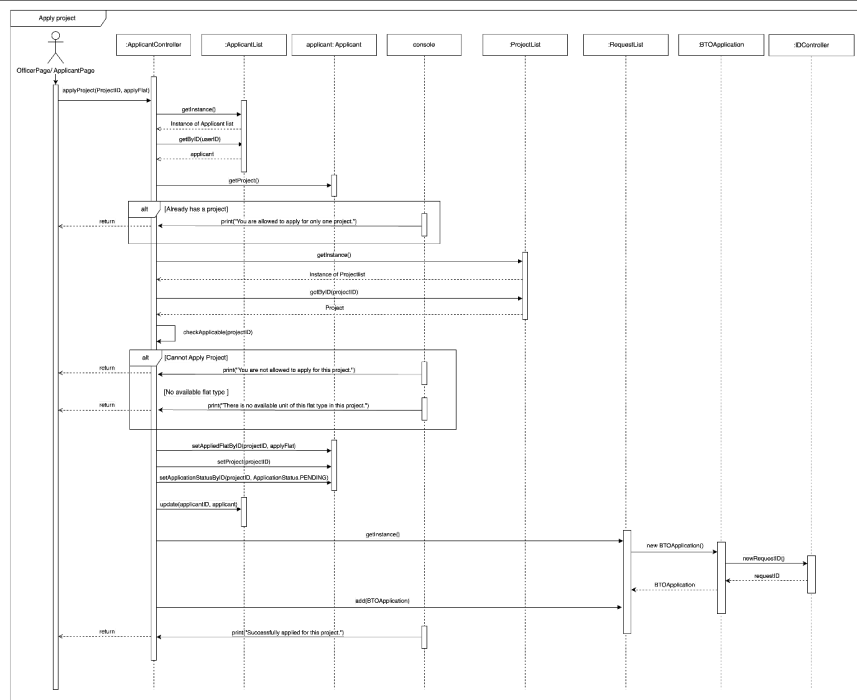 Apply project
:ApplicantController
:ApplicantList
applicant: Applicant
console
:ProjectList
:RequestList
:BTOApplication
:IDController
OfficerPage/ ApplicantPage
applyProject(ProjectID, applyFlat)
getInstance()
Instance of Applicant list
getByID(userID)
applicant
getProject()
alt
[Already has a project]
return
print("You are allowed to apply for only one project.")
getInstance()
Instance of Projectlist
getByID(projectID)
Project
checkApplicable(projectID)
alt
[Cannot Apply Project]
return
print("You are not allowed to apply for this project.")
[No available flat type ]
return
print("There is no available unit of this flat type in this project.")
setAppliedFlatByID(projectID, applyFlat)
setProject(projectID)
setApplicationStatusByID(projectID, ApplicationStatus.PENDING)
update(applicantID, applicant)
getInstance()
new BTOApplication()
newRequestID()
requestID
BTOApplication
add(BTOApplication)
return
print("Successfully applied for this project.")